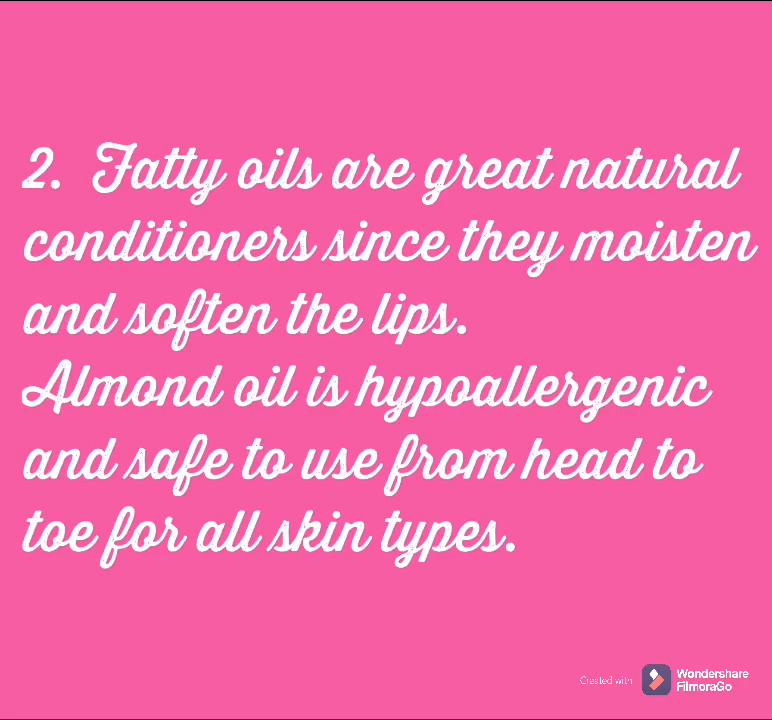 2. Fatty oils are great natural
conditioners since they moisten
and soften the lips.
Almond oil is hypoallergenic
and safe to use from head to
toe for all skin types.
Created with
Wondershare
FilmoraGo